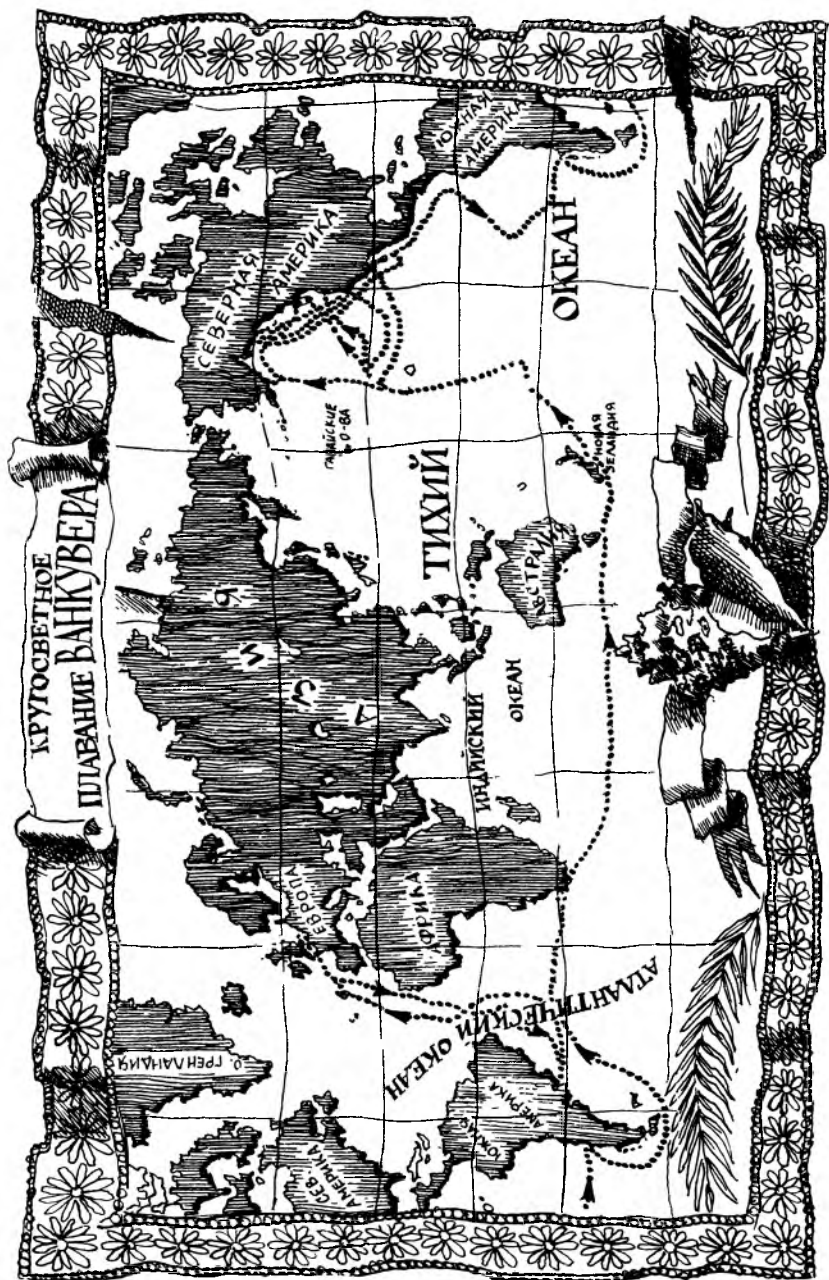 КРУГОСВЕТНОЕ
ПЛАВАНИЕ ВАНКУВЕРА
О. ГРЕНЛАНДИЯ
СЕВ.
АМЕРИКА
ЮЖНАЯ
АМЕРИКА
АТЛАНТИЧЕСКИЙ ОКЕАН
ЕВРОПА
АФРИКА
АЗИЯ
ИНДИЙСКИЙ
ОКЕАН
АВСТРАЛИЯ
НОВАЯ
ЗЕЛАНДИЯ
ТИХИЙ
ОКЕАН
ГАВАЙСКИЕ
О-ВА
СЕВЕРНАЯ
АМЕРИКА
ЮЖНАЯ
АМЕРИКА